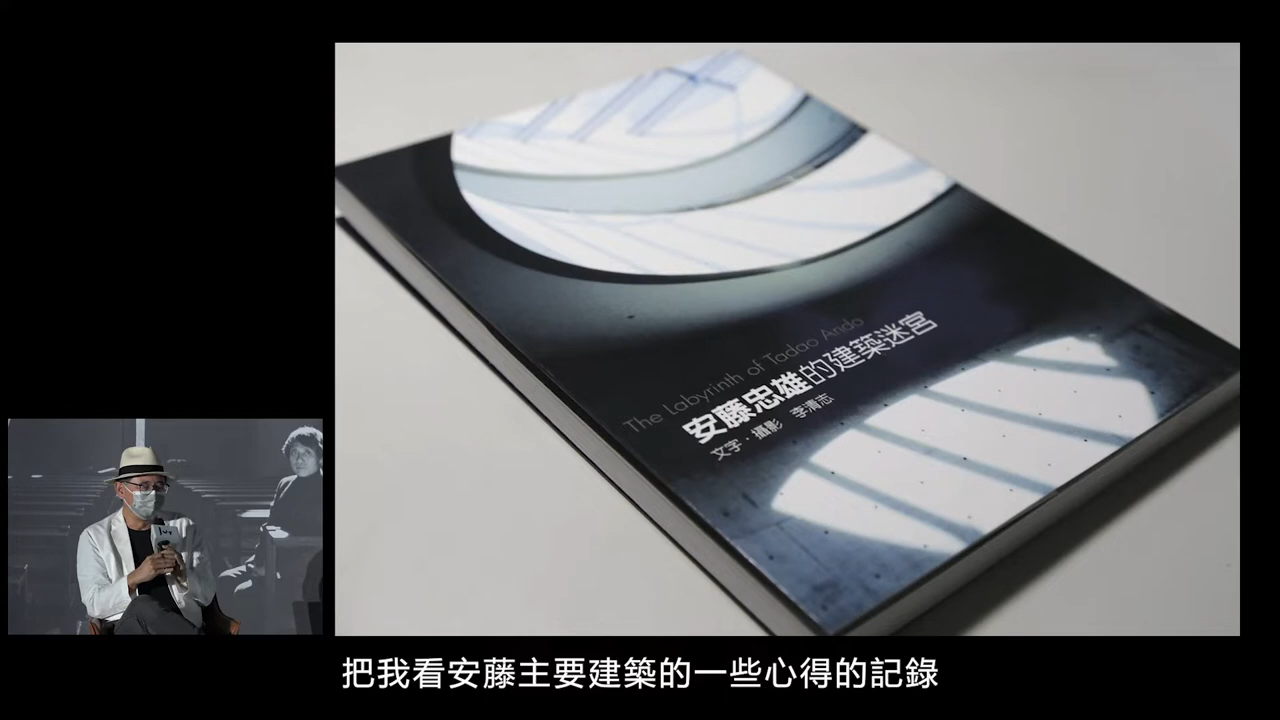 The Labyrinth of Tadao Ando
安藤忠雄的建築迷宮
文字·攝影 李清志
把我看安藤主要建築的一些心得的記錄